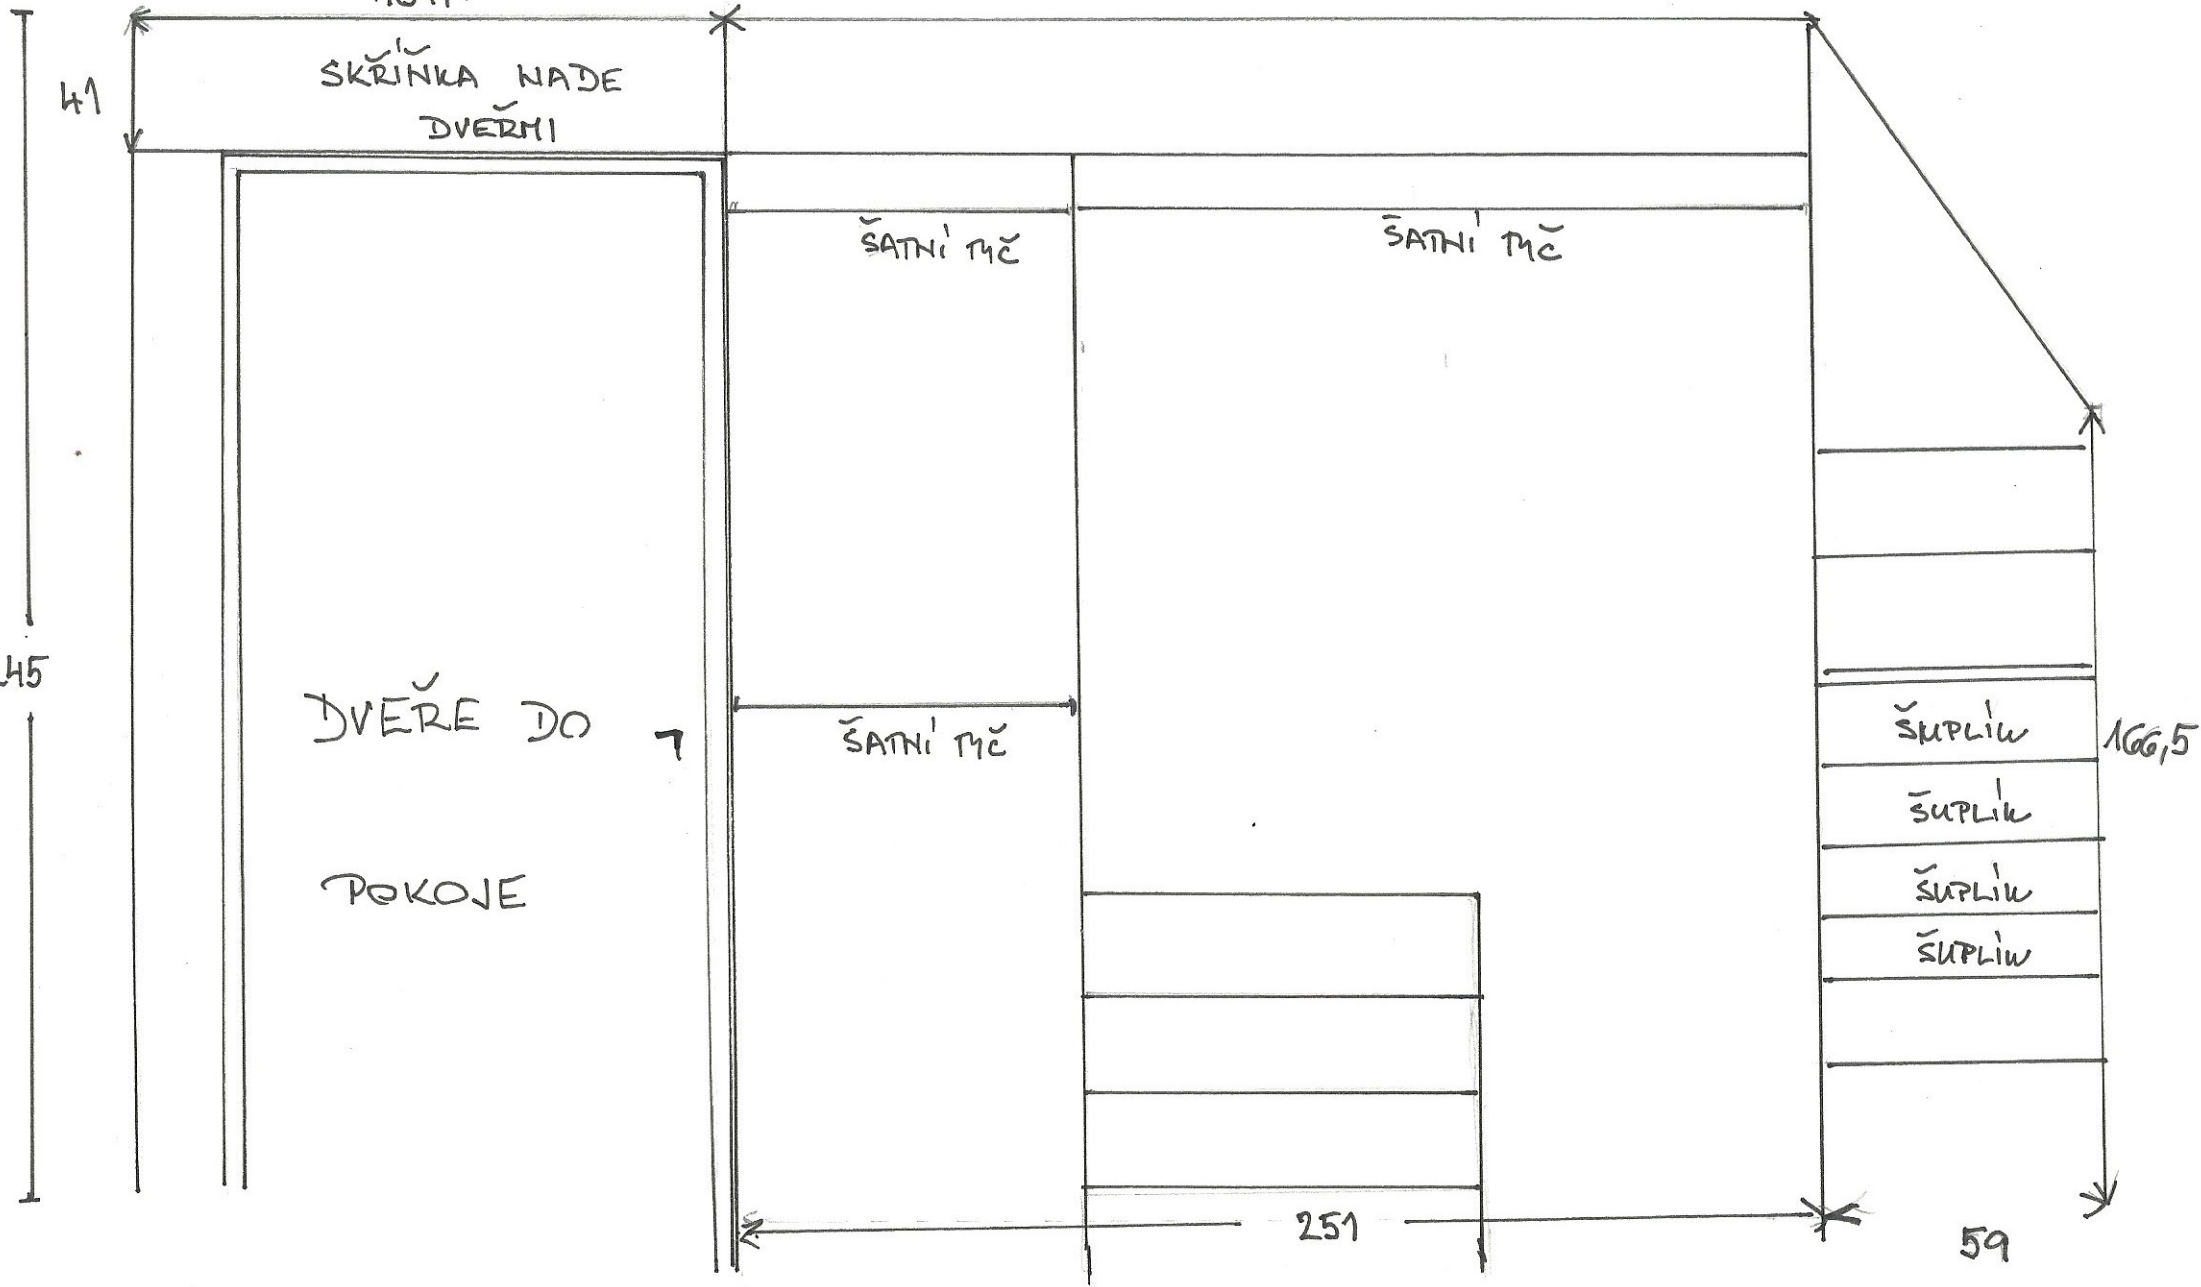 41
SKŘÍŇKA NADE
DVEŘMI
ŠATNÍ TYČ
ŠATNÍ TYČ
45
DVEŘE DO
ŠATNÍ TYČ
ŠUPLÍK
166,5
ŠUPLÍK
POKOJE
ŠUPLÍK
ŠUPLÍK
251
59